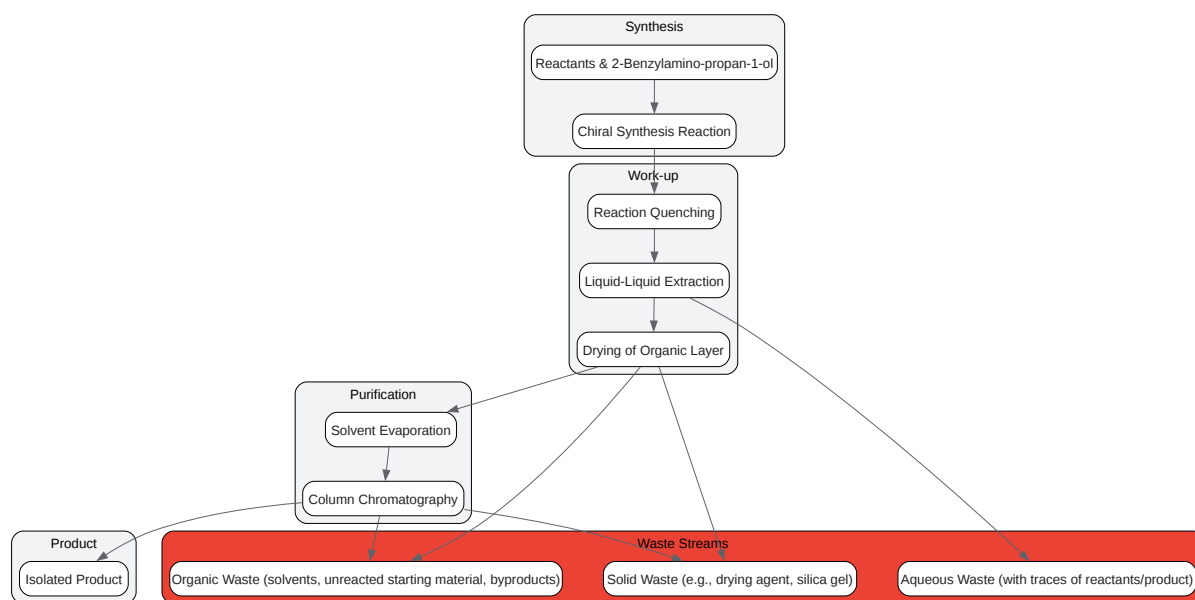 Synthesis
Reactants & 2-Benzylamino-propan-1-ol
Chiral Synthesis Reaction
Work-up
Reaction Quenching
Liquid-Liquid Extraction
Drying of Organic Layer
Purification
Solvent Evaporation
Column Chromatography
Product
Isolated Product
Waste Streams
Organic Waste (solvents, unreacted starting material, byproducts)
Solid Waste (e.g., drying agent, silica gel)
Aqueous Waste (with traces of reactants/product)